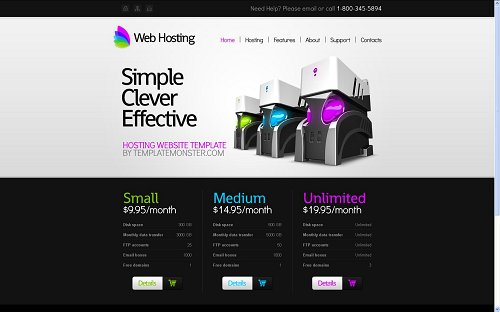 Need Help? Please email or call 1-800-345-5894
Web Hosting
Home Hosting Features About Support Contacts
Simple
Clever
Effective
HOSTING WEBSITE TEMPLATE
BY TEMPLATEMONSTER.COM
Small Medium Unlimited
$9.95/month $14.95/month $19.95/month
Disk space 300 GB Disk space 900 GB Disk space Unlimited
Monthly data transfer 3000 GB Monthly data transfer 5000 GB Monthly data transfer Unlimited
FTP accounts 25 FTP accounts 50 FTP accounts Unlimited
Email boxes 1000 Email boxes 1000 Email boxes Unlimited
Free domains 1 Free domains 1 Free domains 3
Details Details Details